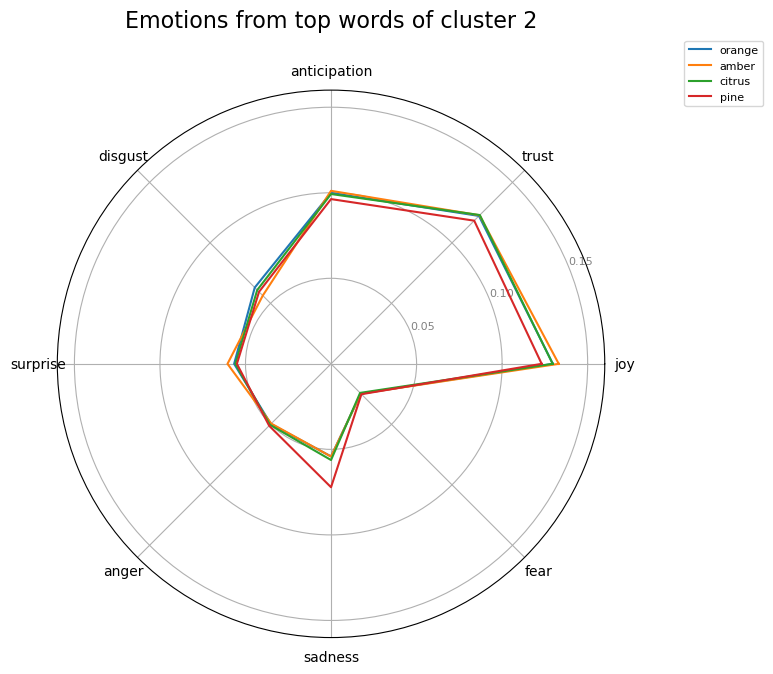 Emotions from top words of cluster 2
orange
amber
citrus
pine
anticipation
disgust
trust
0.15
0.10
0.05
surprise
joy
anger
fear
sadness